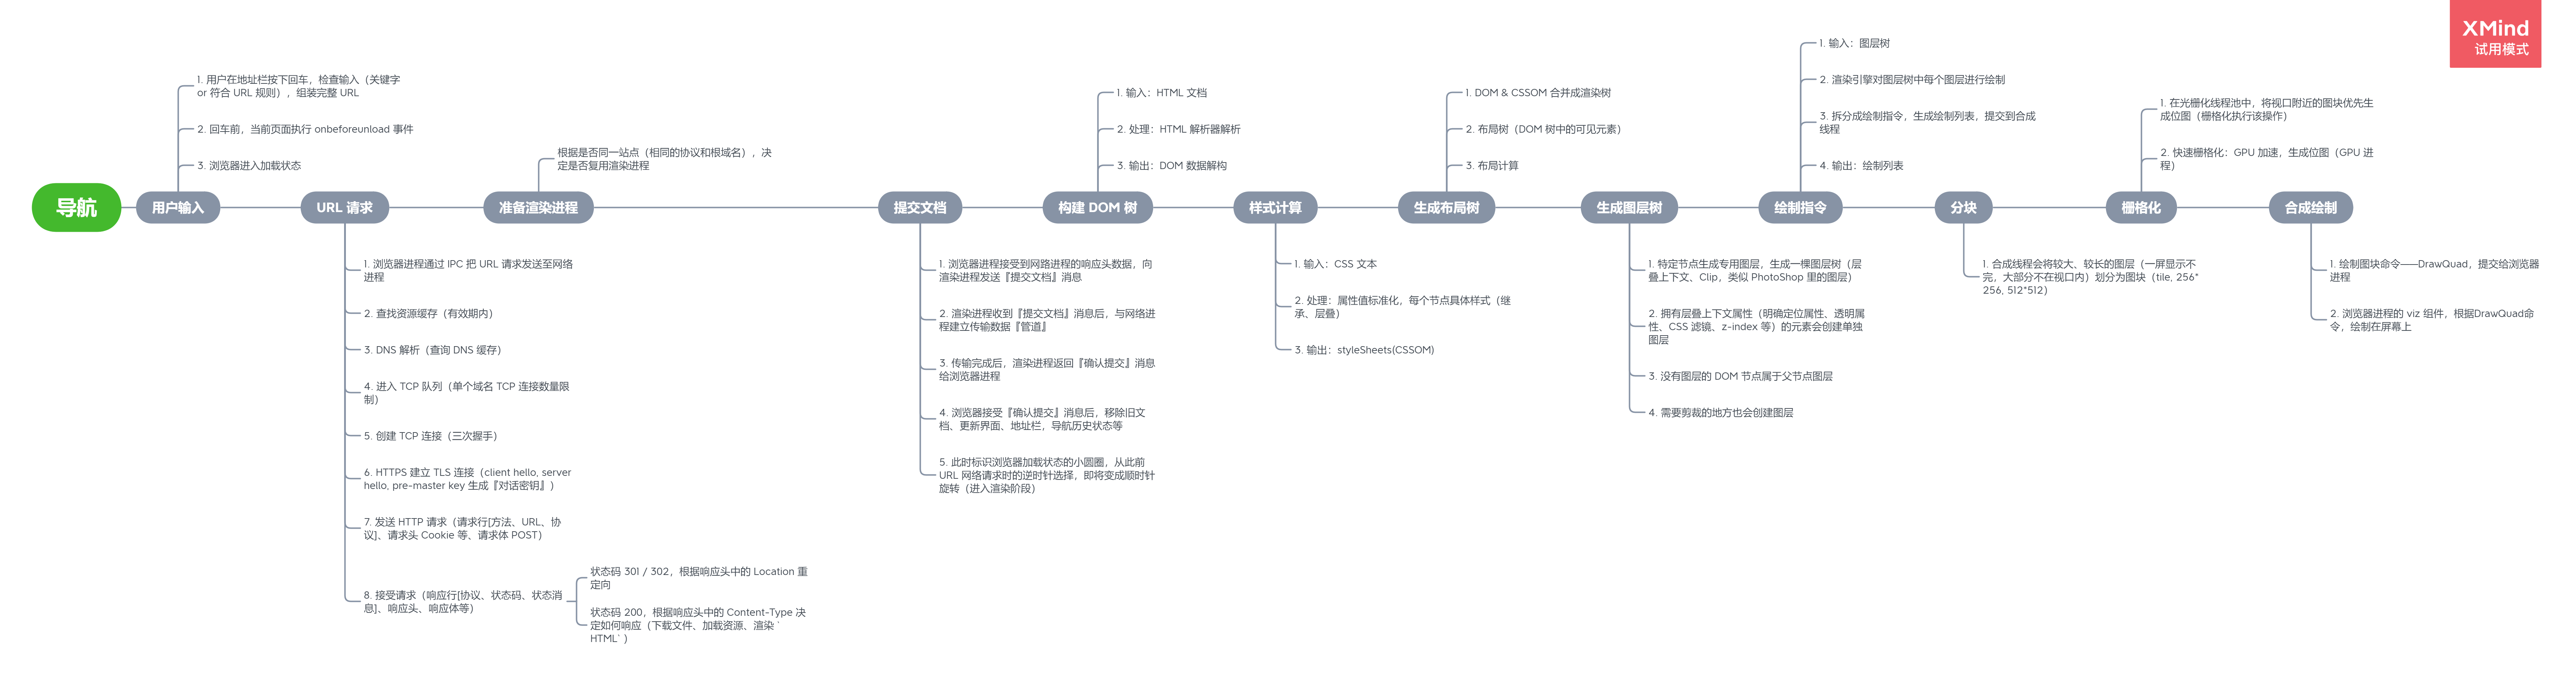 XMind
试用模式
导航
用户输入
1. 用户在地址栏按下回车，检查输入（关键字
or 符合 URL 规则），组装完整 URL
2. 回车前，当前页面执行 onbeforeunload 事件
3. 浏览器进入加载状态
URL 请求
1. 浏览器进程通过 IPC 把 URL 请求发送至网络
进程
2. 查找资源缓存（有效期内）
3. DNS 解析（查询 DNS 缓存）
4. 进入 TCP 队列（单个域名 TCP 连接数量限
制）
5. 创建 TCP 连接（三次握手）
6. HTTPS 建立 TLS 连接（client hello, server
hello, pre-master key 生成『对话密钥』）
7. 发送 HTTP 请求（请求行[方法、URL、协
议]、请求头 Cookie 等、请求体 POST）
8. 接受请求（响应行[协议、状态码、状态消
息]、响应头、响应体等）
状态码 301 / 302，根据响应头中的 Location 重
定向
状态码 200，根据响应头中的 Content-Type 决
定如何响应（下载文件、加载资源、渲染 `
HTML` ）
准备渲染进程
根据是否同一站点（相同的协议和根域名），决
定是否复用渲染进程
提交文档
1. 浏览器进程接受到网路进程的响应头数据，向
渲染进程发送『提交文档』消息
2. 渲染进程收到『提交文档』消息后，与网络进
程建立传输数据『管道』
3. 传输完成后，渲染进程返回『确认提交』消息
给浏览器进程
4. 浏览器接受『确认提交』消息后，移除旧文
档、更新界面、地址栏，导航历史状态等
5. 此时标识浏览器加载状态的小圆圈，从此前
URL 网络请求时的逆时针选择，即将变成顺时针
旋转（进入渲染阶段）
构建 DOM 树
1. 输入：HTML 文档
2. 处理：HTML 解析器解析
3. 输出：DOM 数据解构
样式计算
1. 输入：CSS 文本
2. 处理：属性值标准化，每个节点具体样式（继
承、层叠）
3. 输出：styleSheets(CSSOM)
生成布局树
1. DOM & CSSOM 合并成渲染树
2. 布局树（DOM 树中的可见元素）
3. 布局计算
生成图层树
1. 特定节点生成专用图层，生成一棵图层树（层
叠上下文、Clip，类似 PhotoShop 里的图层）
2. 拥有层叠上下文属性（明确定位属性、透明属
性、CSS 滤镜、z-index 等）的元素会创建单独
图层
3. 没有图层的 DOM 节点属于父节点图层
4. 需要剪裁的地方也会创建图层
绘制指令
1. 输入：图层树
2. 渲染引擎对图层树中每个图层进行绘制
3. 拆分成绘制指令，生成绘制列表，提交到合成
线程
4. 输出：绘制列表
分块
1. 合成线程会将较大、较长的图层（一屏显示不
完，大部分不在视口内）划分为图块（tile, 256*
256, 512*512）
栅格化
1. 在光栅化线程池中，将视口附近的图块优先生
成位图（栅格化执行该操作）
2. 快速栅格化：GPU 加速，生成位图（GPU 进
程）
合成绘制
1. 绘制图块命令——DrawQuad，提交给浏览器
进程
2. 浏览器进程的 viz 组件，根据DrawQuad命
令，绘制在屏幕上